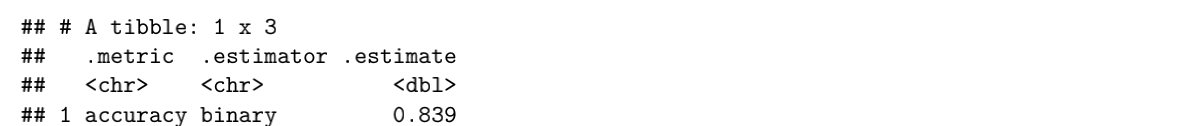 ## # A tibble: 1 x 3
##   .metric  .estimator .estimate
##   <chr>    <chr>          <dbl>
## 1 accuracy binary         0.839